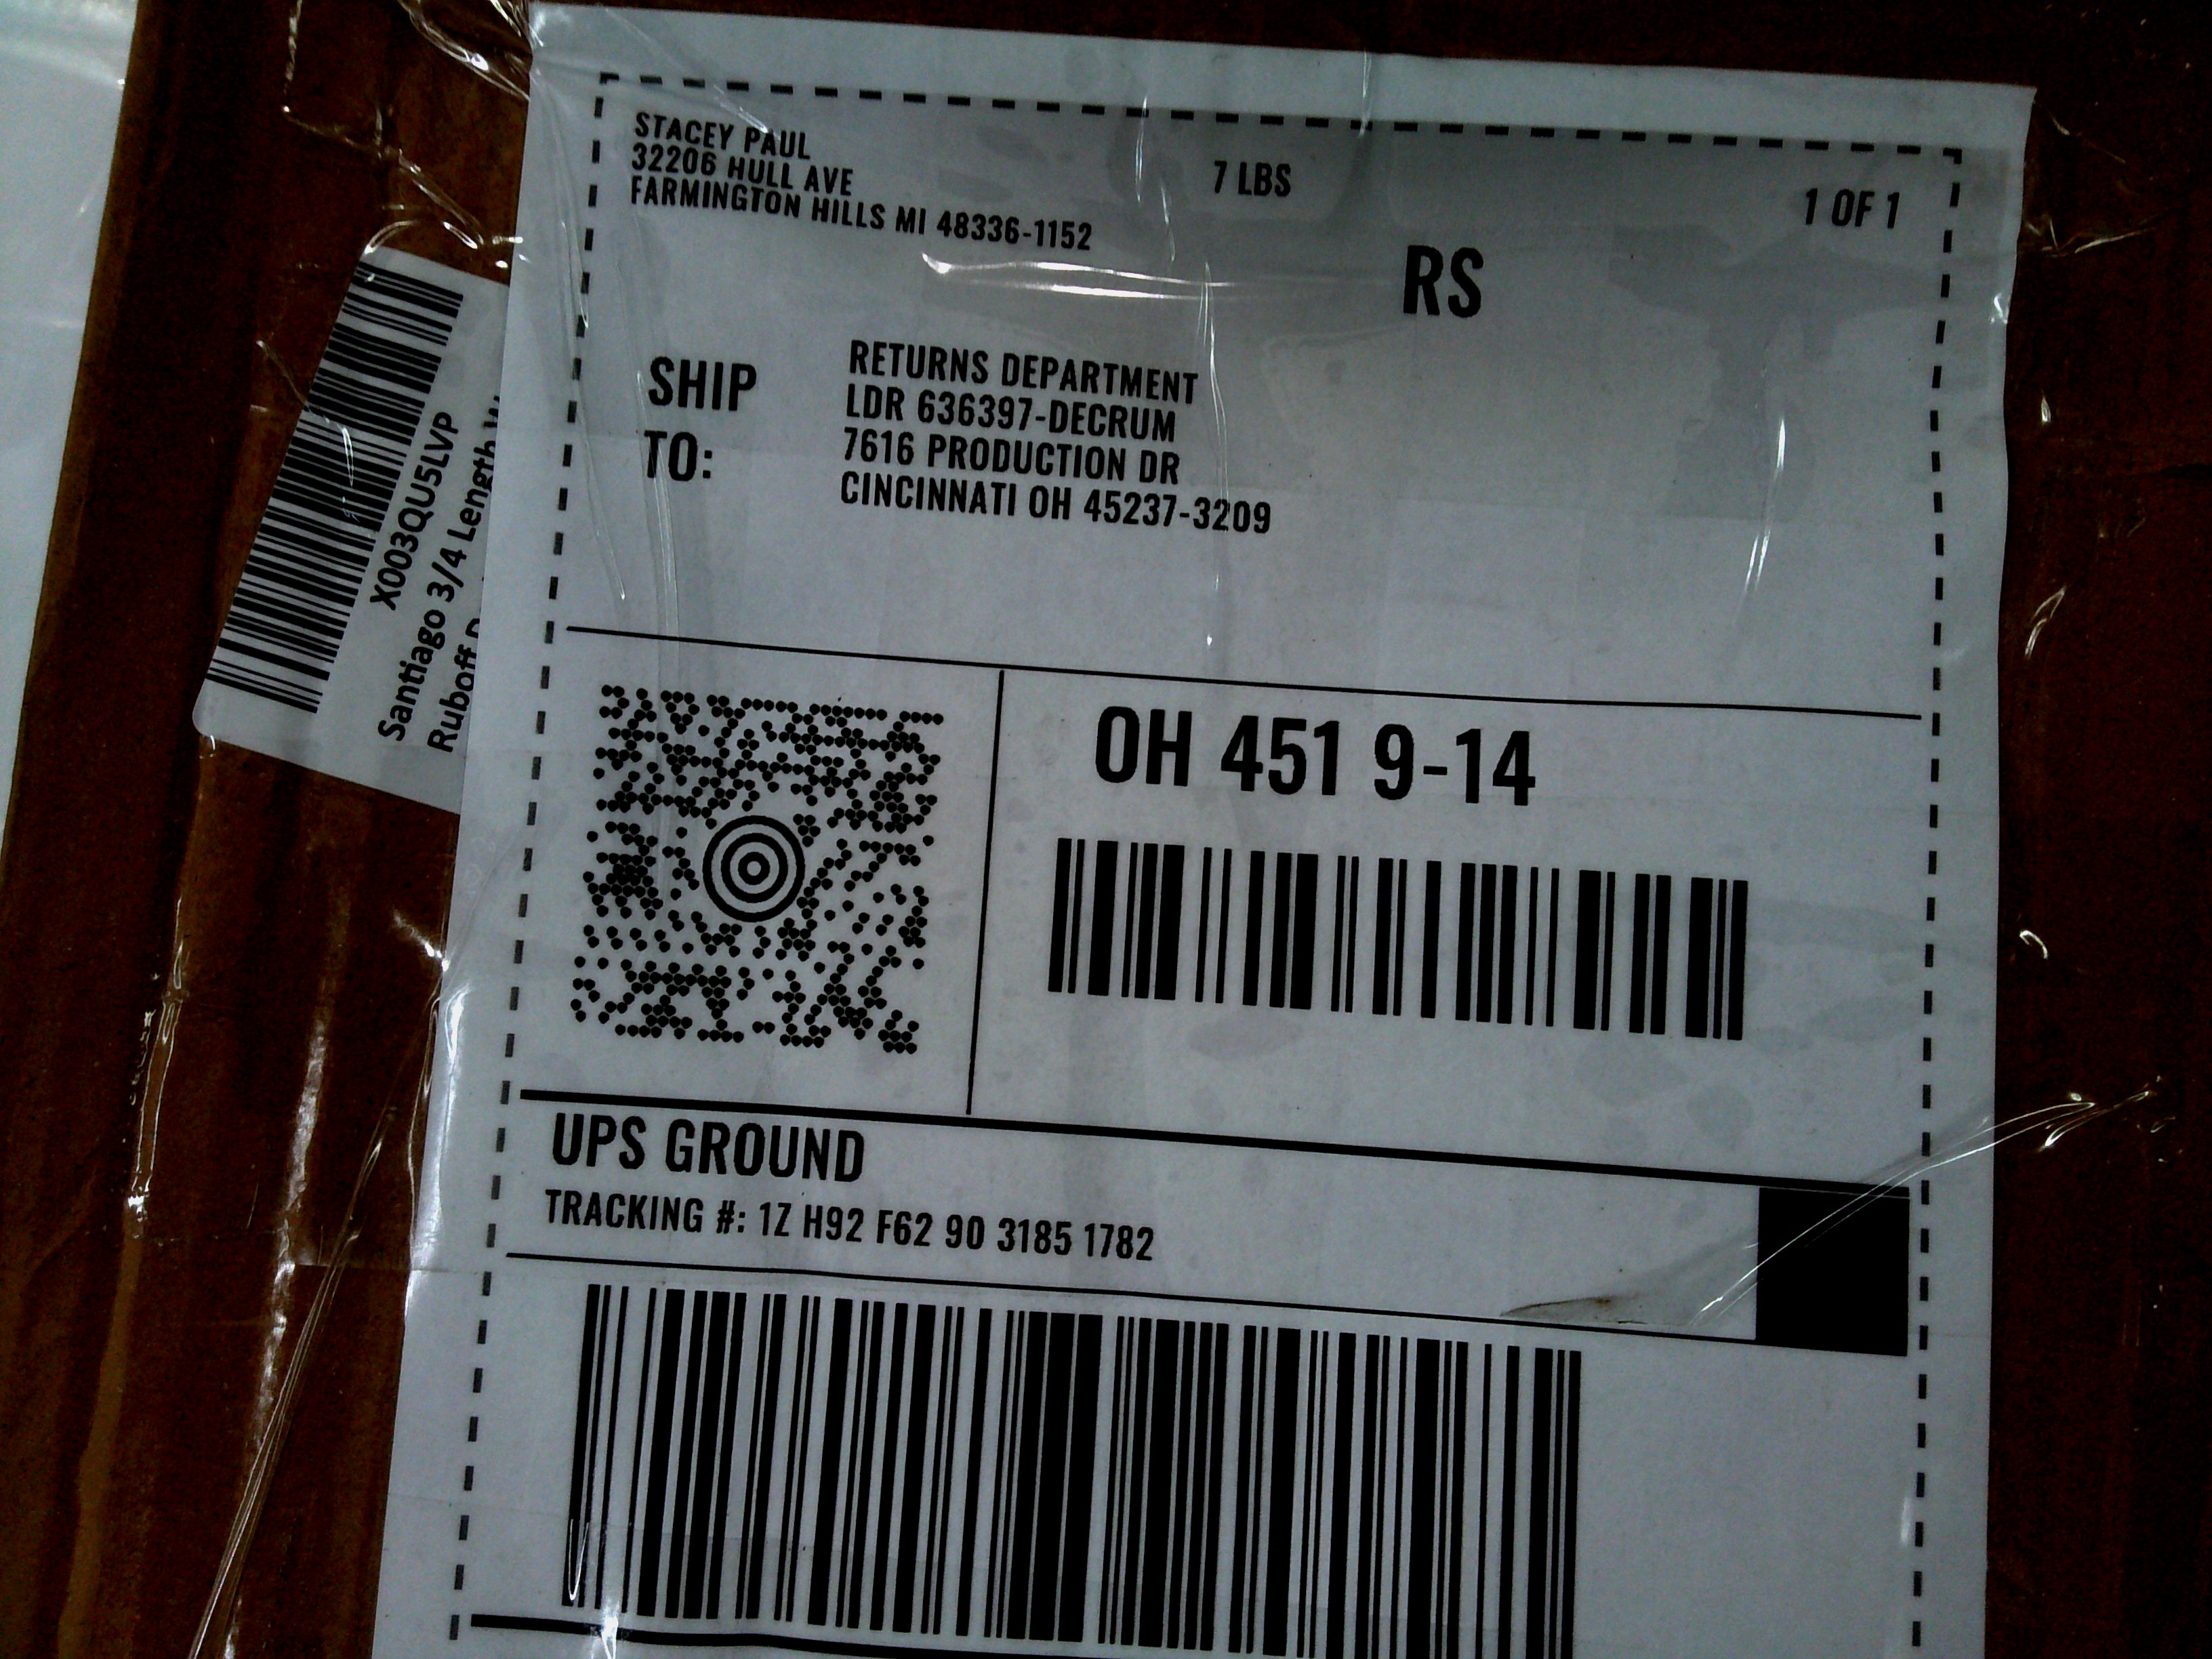 STACEY PAUL
32206 HULL AVE
FARMINGTON HILLS MI 48336-1152
7 LBS
1 OF 1
RS
SHIP TO:
RETURNS DEPARTMENT
LDR 636397-DECRUM
7616 PRODUCTION DR
CINCINNATI OH 45237-3209
OH 451 9-14
UPS GROUND
TRACKING #: 1Z H92 F62 90 3185 1782
X003QU5LVP
Santiago 3/4 Length
Ruboff